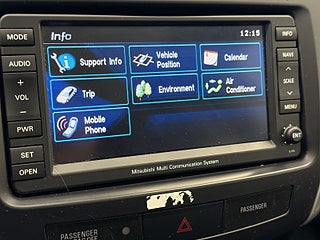 MODE
Info
12:15
INFO
AUDIO
Support Info
Vehicle
Position
Calendar
NAVI
+
VOL
−
Trip
Environment
Air
Conditioner
SCALE
MENU
PWR
Mobile
Phone
ENT
SET
OPEN
Mitsubishi Multi Communication System
PASSENGER
PASSENGER